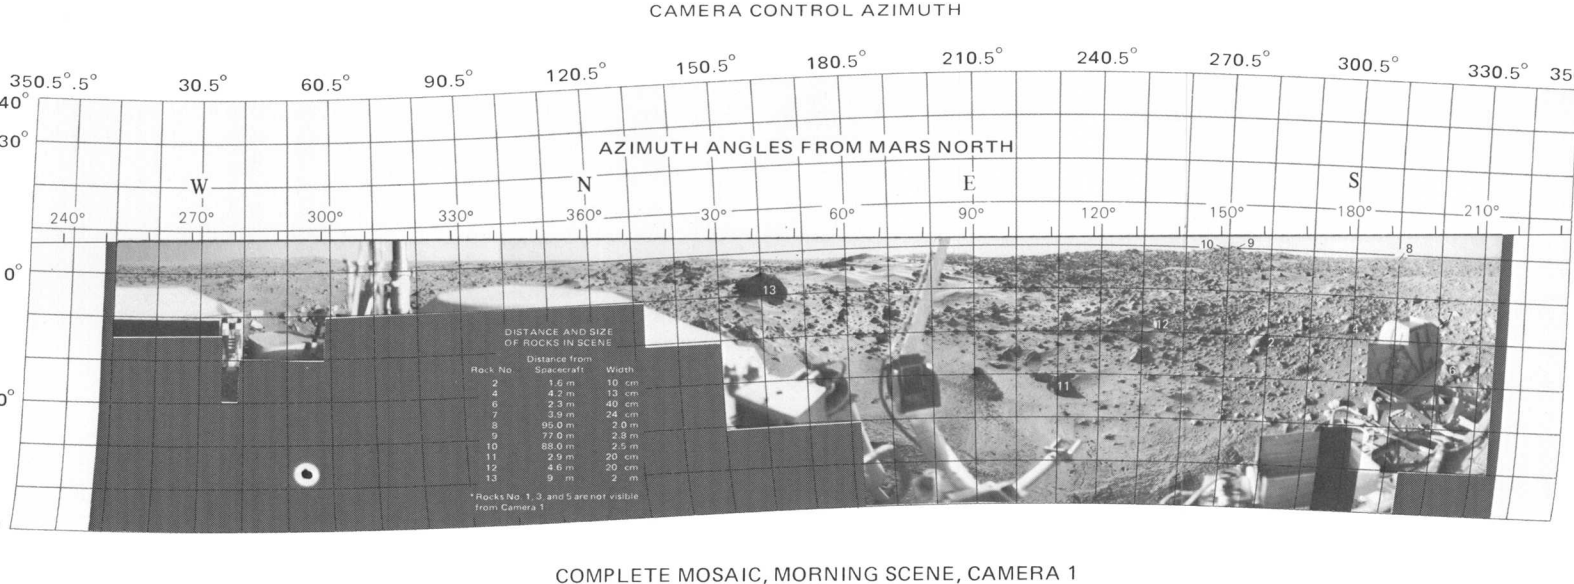 CAMERA CONTROL AZIMUTH
350.5°.5° 30.5° 60.5° 90.5° 120.5° 150.5° 180.5° 210.5° 240.5° 270.5° 300.5° 330.5° 35
40°
30°
AZIMUTH ANGLES FROM MARS NORTH
W N E S
240° 270° 300° 330° 360° 30° 60° 90° 120° 150° 180° 210°
10 9 8
0°
13
12
2
7
6
11
0°
DISTANCE AND SIZE
OF ROCKS IN SCENE
Distance from
Rock No. Spacecraft Width
2 1.6 m 10 cm
4 4.2 m 13 cm
6 2.3 m 40 cm
7 3.9 m 24 cm
8 95.0 m 2.0 m
9 77.0 m 2.8 m
10 88.0 m 2.5 m
11 2.9 m 20 cm
12 4.6 m 20 cm
13 9 m 2 m
*Rocks No. 1, 3, and 5 are not visible
from Camera 1
COMPLETE MOSAIC, MORNING SCENE, CAMERA 1